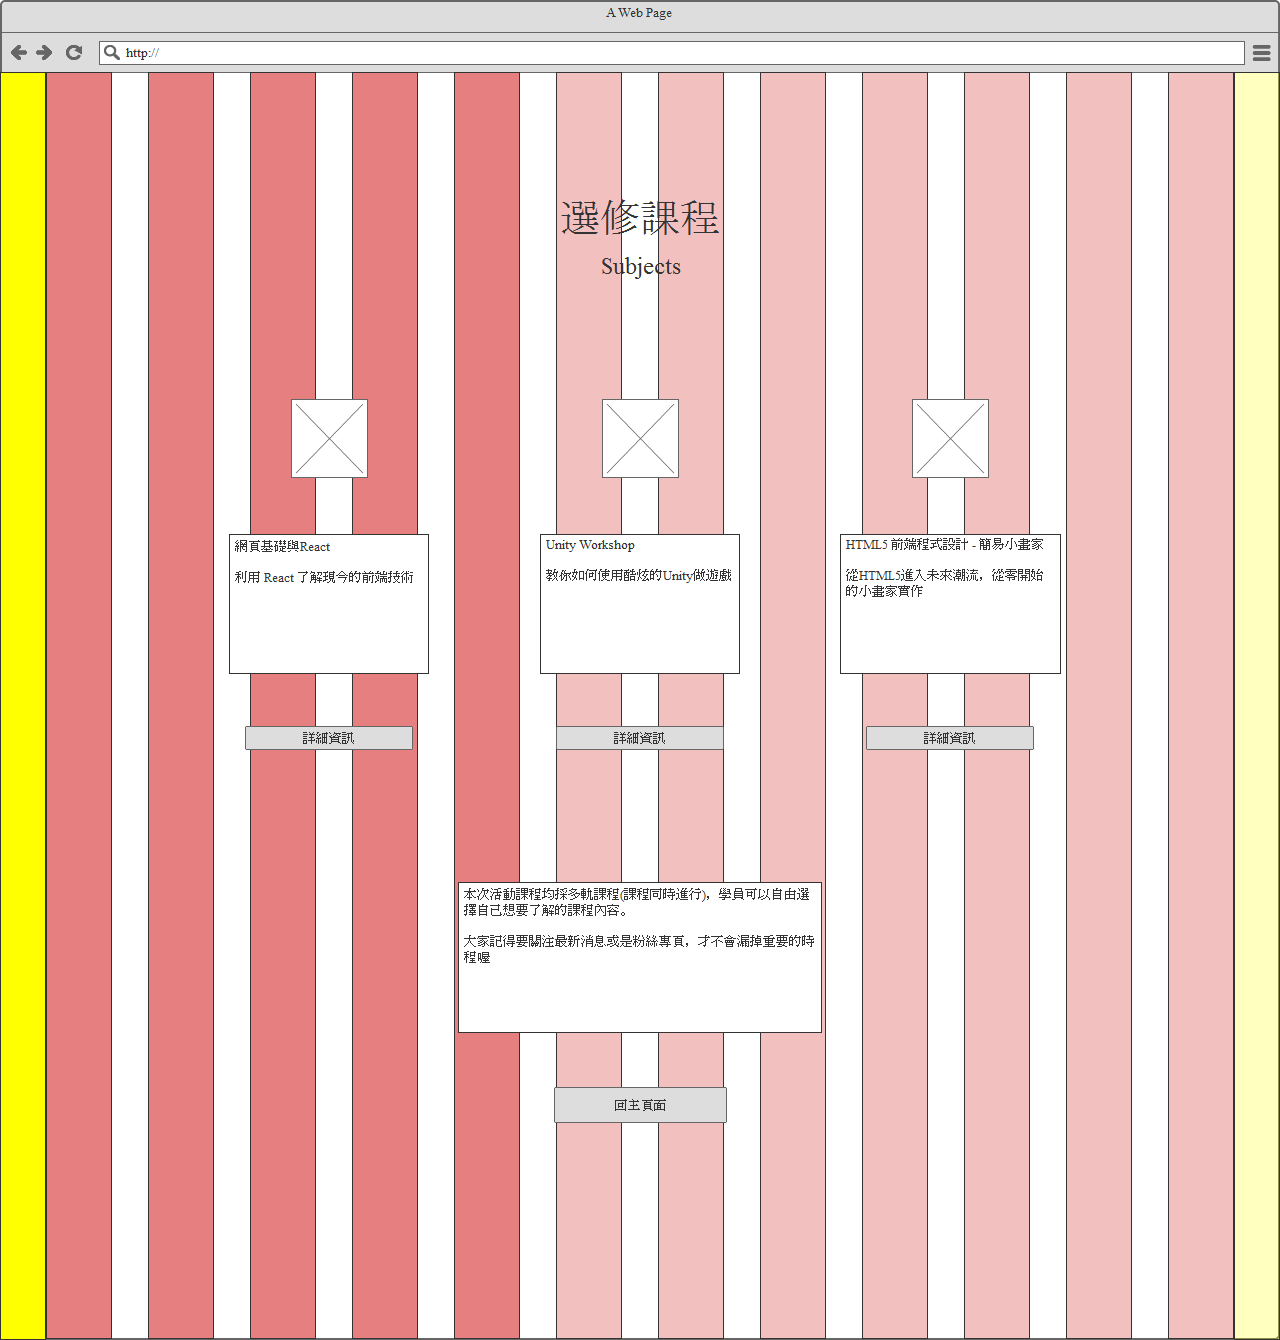 A Web Page
http://
選修課程
Subjects
網頁基礎與React
利用 React 了解現今的前端技術
Unity Workshop
教你如何使用酷炫的Unity做遊戲
HTML5 前端程式設計 - 簡易小畫家
從HTML5進入未來潮流，從零開始
的小畫家實作
詳細資訊
詳細資訊
詳細資訊
本次活動課程均採多軌課程(課程同時進行)，學員可以自由選
擇自己想要了解的課程內容。
大家記得要關注最新消息或是粉絲專頁，才不會漏掉重要的時
程喔
回主頁面